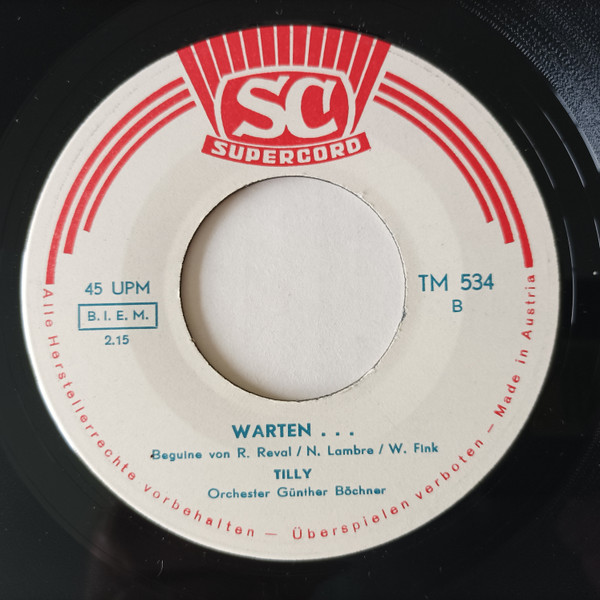 SC
SUPERCORD
45 UPM
B.I.E.M.
2.15
TM 534
B
WARTEN . . .
Beguine von R. Reval / N. Lambre / W. Fink
TILLY
Orchester Günther Böchner
Alle Herstellerrechte vorbehalten — Überspielen verboten — Made in Austria